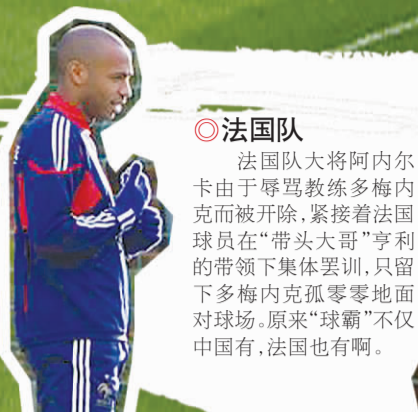 ◎法国队
法国队大将阿内尔
卡由于辱骂教练多梅内
克而被开除,紧接着法国
球员在“带头大哥”亨利
的带领下集体罢训,只留
下多梅内克孤零零地面
对球场。原来“球霸”不仅
中国有,法国也有啊。